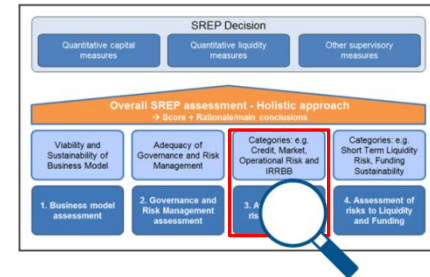 SREP Decision
Quantitative capital
measures
Quantitative liquidity
measures
Other supervisory
measures
Overall SREP assessment - Holistic approach
→ Score + Rationale/main conclusions
Viability and
Sustainability of
Business Model
Adequacy of
Governance and Risk
Management
Categories: e.g.
Credit, Market,
Operational Risk and
IRRBB
Categories: e.g.
Short Term Liquidity
Risk, Funding
Sustainability
1. Business model
assessment
2. Governance and
Risk Management
assessment
3. A
ris
4. Assessment of
risks to Liquidity
and Funding